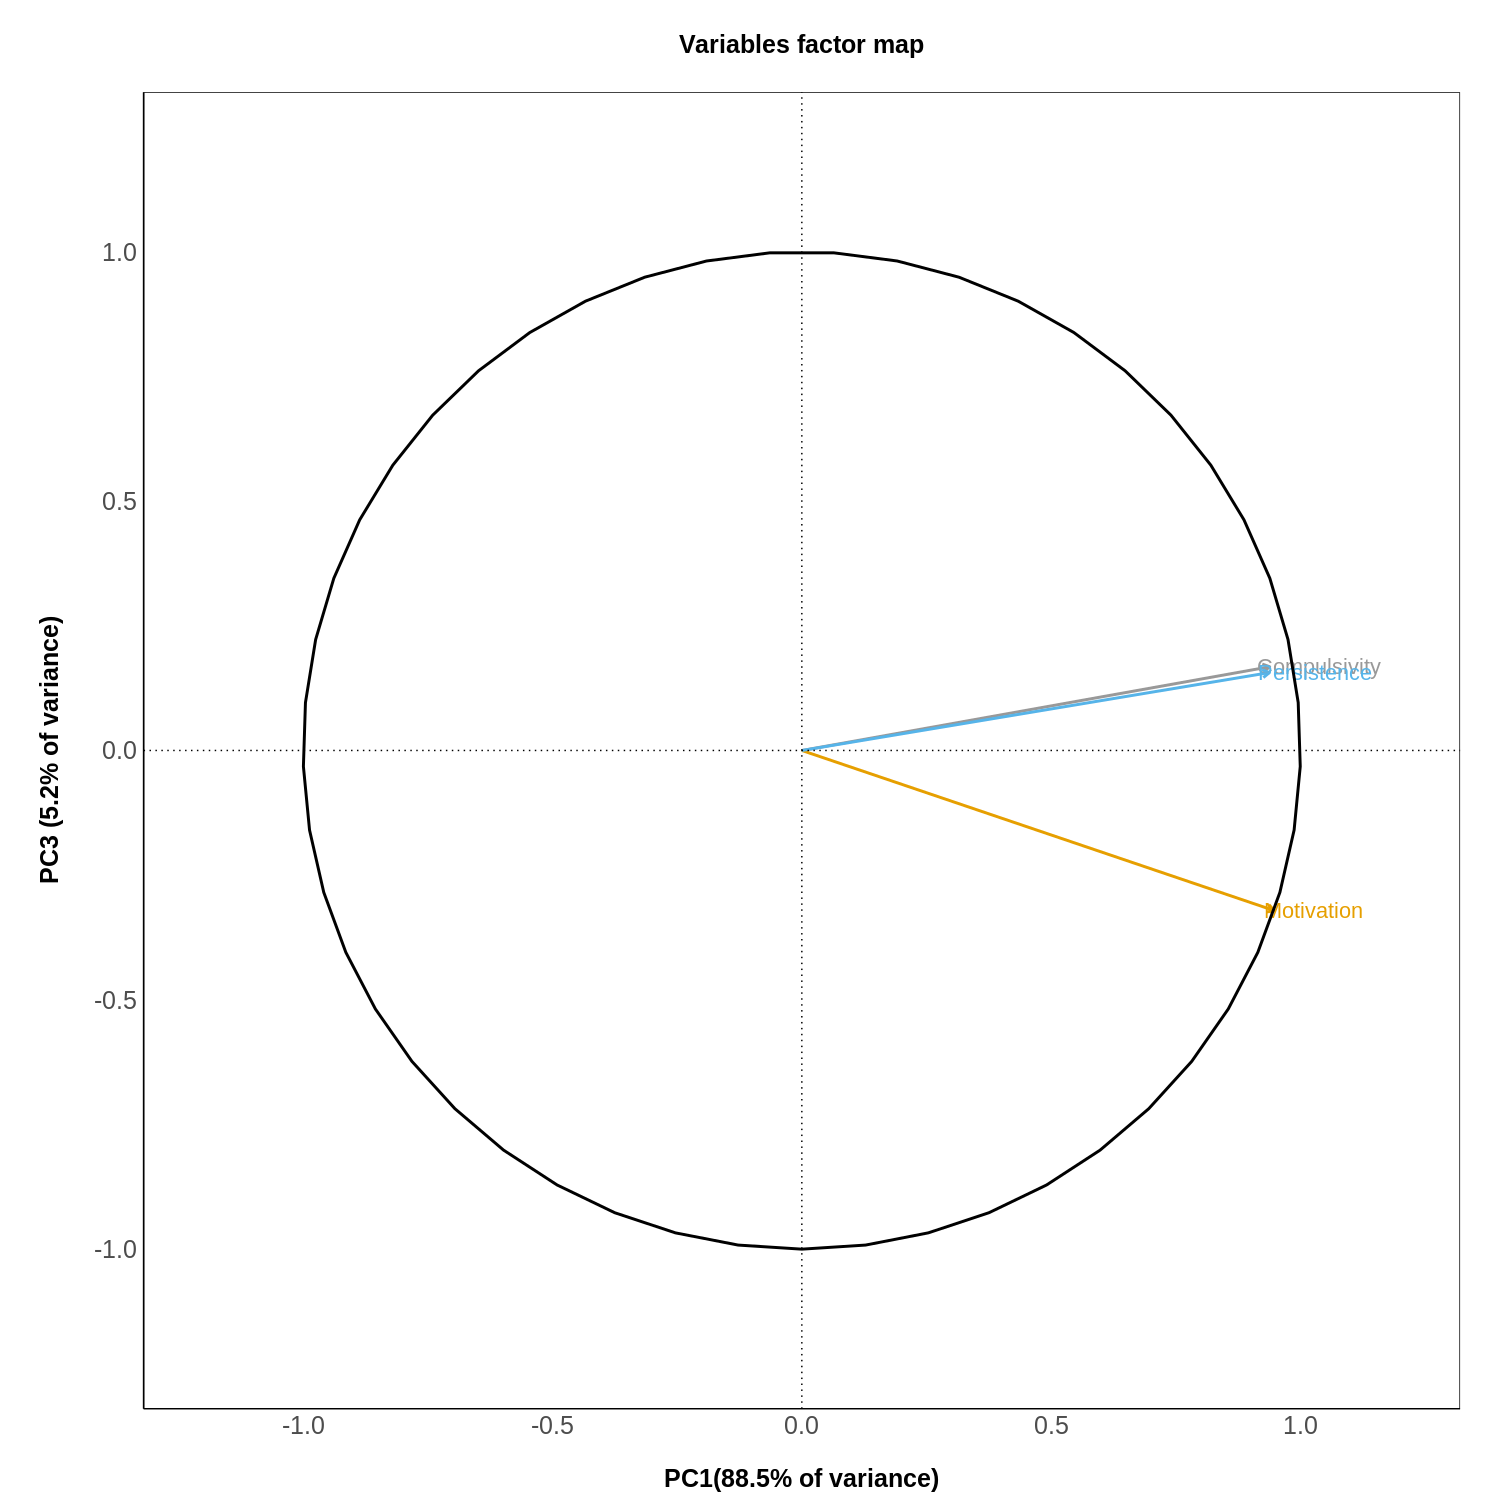 Variables factor map
1.0
0.5
0.0
-0.5
-1.0
PC3 (5.2% of variance)
Compulsivity
Persistence
Motivation
-1.0
-0.5
0.0
0.5
1.0
PC1(88.5% of variance)